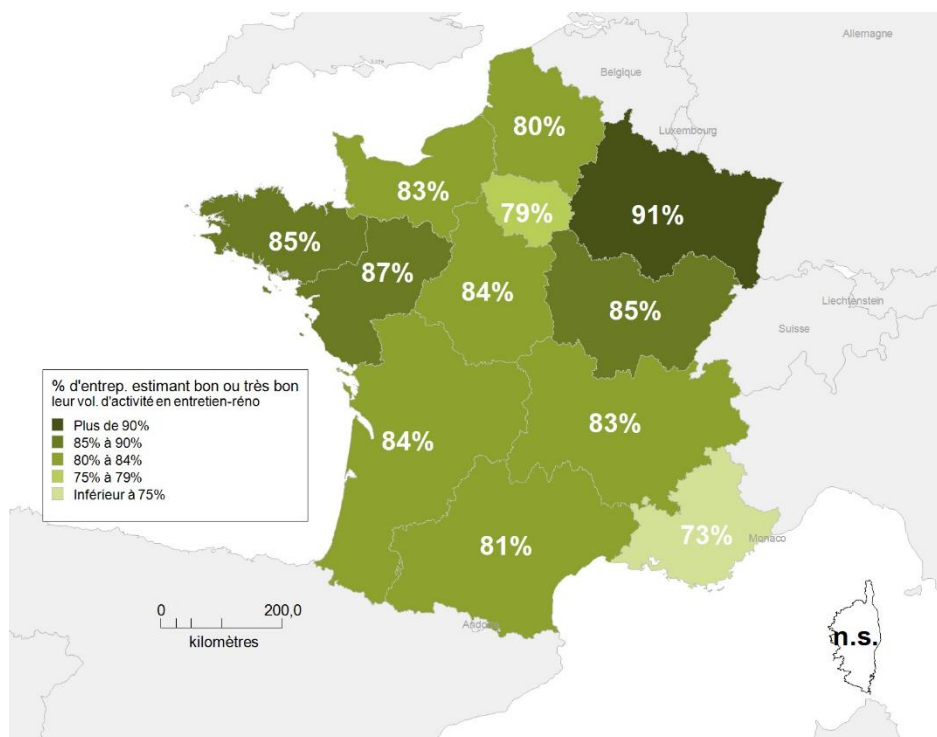 Allemagne
Belgique
80%
Luxembourg
83%
79%
91%
85%
87%
84%
85%
Liechtenstein
Suisse
% d'entrep. estimant bon ou très bon
leur vol. d'activité en entretien-réno
Plus de 90%
85% à 90%
80% à 84%
75% à 79%
Inférieur à 75%
84%
83%
81%
73%
Monaco
0 200,0
kilomètres
Andorre
n.s.